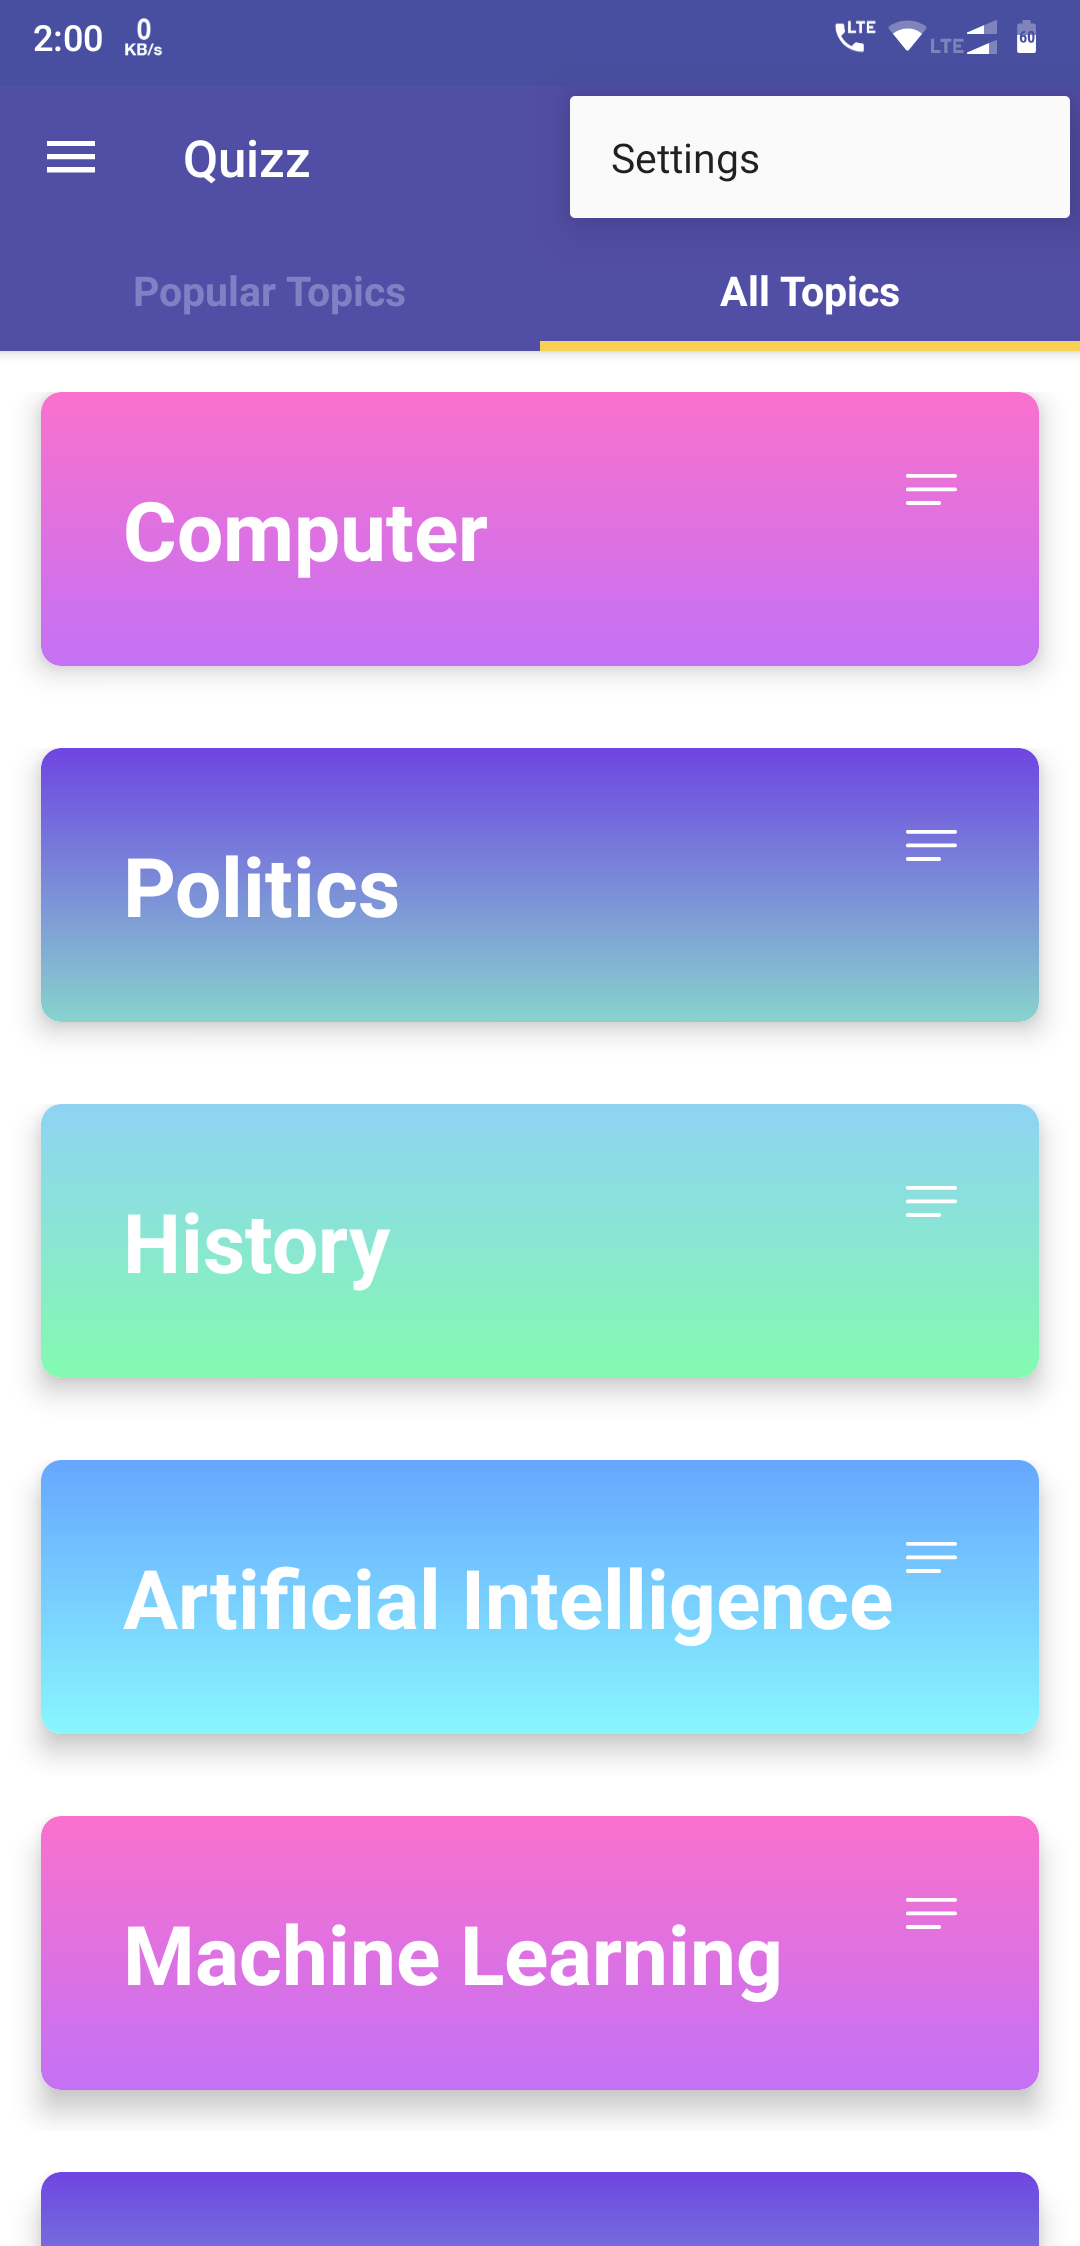 2:00 0 KB/s LTE LTE 60
Quizz
Settings
Popular Topics All Topics
Computer
Politics
History
Artificial Intelligence
Machine Learning